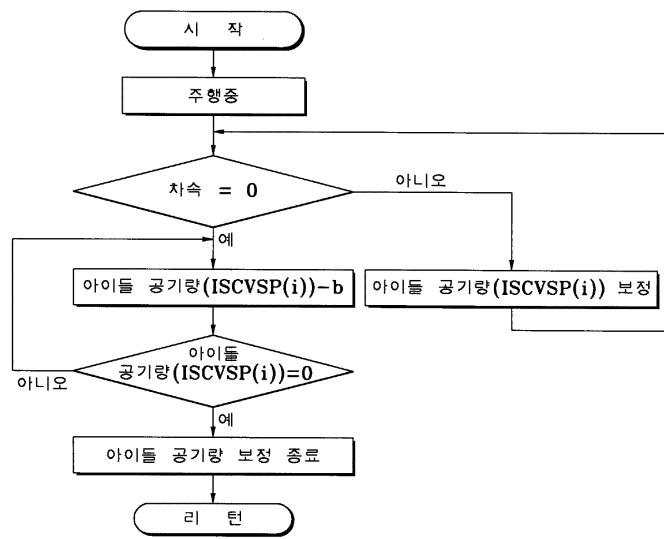 시 작
주행중
차속 = 0
아니오
예
아이들 공기량(ISCVSP(i))-b
아이들 공기량(ISCVSP(i)) 보정
아이들
공기량(ISCVSP(i))=0
아니오
예
아이들 공기량 보정 종료
리 턴